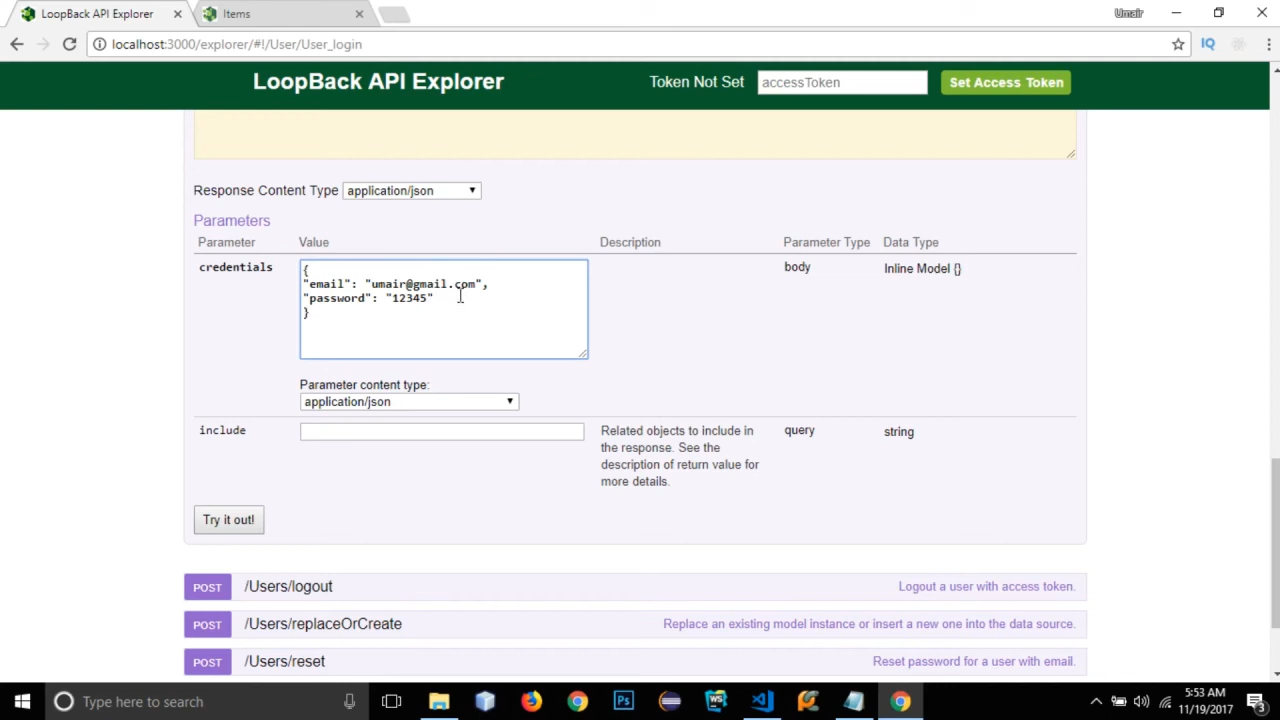 LoopBack API Explorer
Items
Umair
localhost:3000/explorer/#!/User/User_login
IQ
LoopBack API Explorer
Token Not Set
accessToken
Set Access Token
Response Content Type application/json
Parameters
Parameter Value Description Parameter Type Data Type
credentials
{
"email": "umair@gmail.com",
"password": "12345"
}
body
Inline Model {}
Parameter content type:
application/json
include
Related objects to include in
the response. See the
description of return value for
more details.
query
string
Try it out!
POST /Users/logout Logout a user with access token.
POST /Users/replaceOrCreate Replace an existing model instance or insert a new one into the data source.
POST /Users/reset Reset password for a user with email.
Type here to search
Ps
WS
5:53 AM
11/19/2017
3